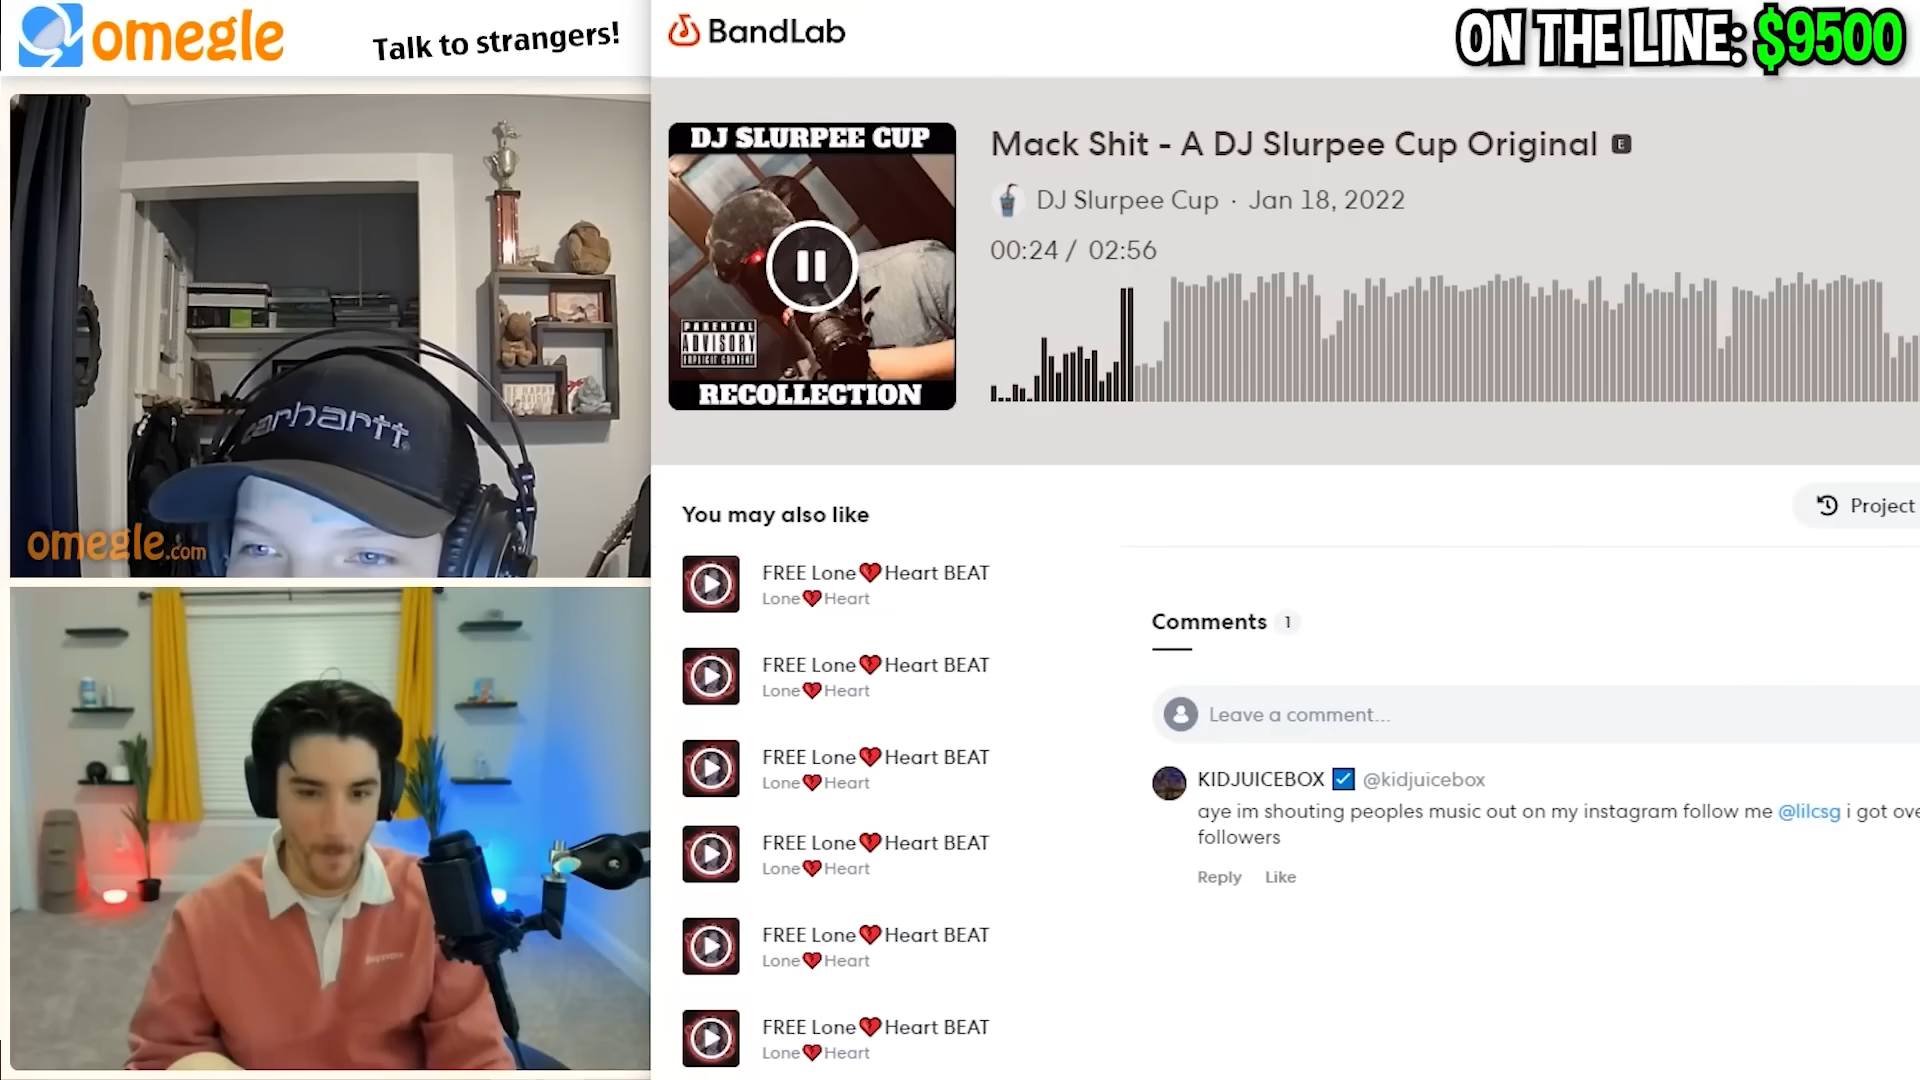 omegle
Talk to strangers!
BandLab
ON THE LINE: $9500
carhartt
omegle.com
DJ SLURPEE CUP
PARENTAL
ADVISORY
EXPLICIT CONTENT
RECOLLECTION
Mack Shit - A DJ Slurpee Cup Original E
DJ Slurpee Cup · Jan 18, 2022
00:24 / 02:56
You may also like
FREE Lone💔Heart BEAT
Lone💔Heart
FREE Lone💔Heart BEAT
Lone💔Heart
FREE Lone💔Heart BEAT
Lone💔Heart
FREE Lone💔Heart BEAT
Lone💔Heart
FREE Lone💔Heart BEAT
Lone💔Heart
FREE Lone💔Heart BEAT
Lone💔Heart
Project
Comments 1
Leave a comment...
KIDJUICEBOX @kidjuicebox
aye im shouting peoples music out on my instagram follow me @lilcsg i got ove
followers
Reply Like